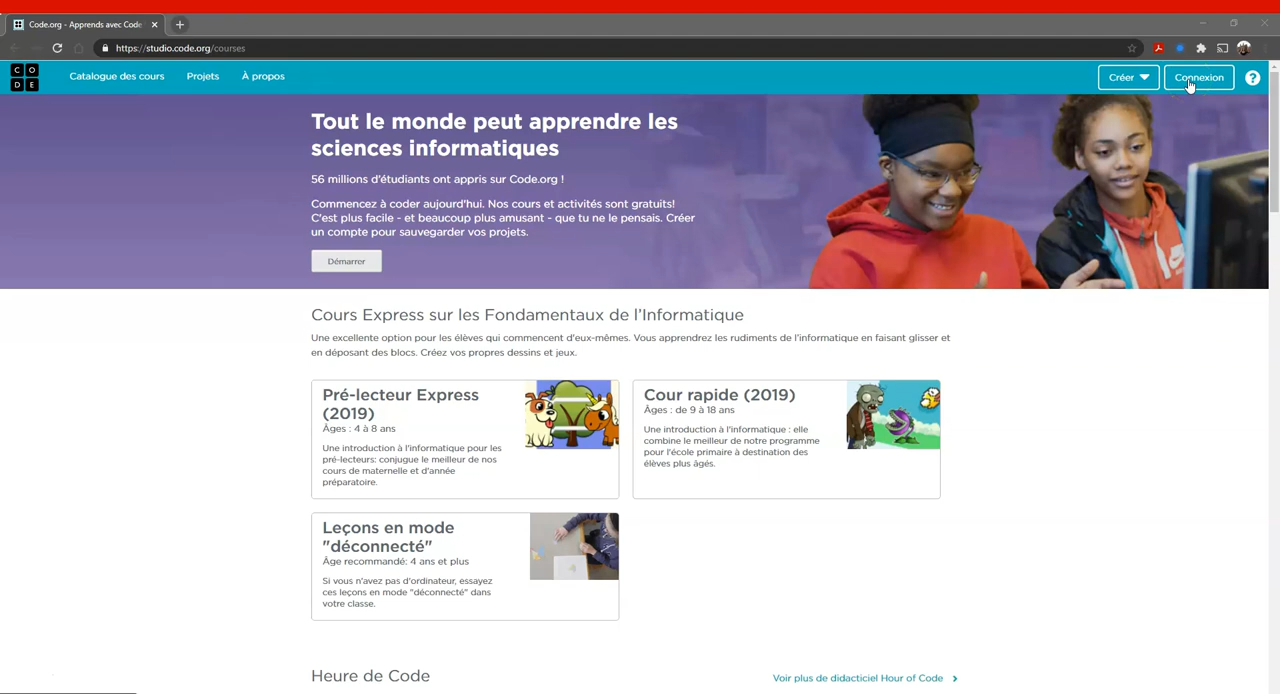 Code.org - Apprends avec Code
https://studio.code.org/courses
CO
DE
Catalogue des cours
Projets
À propos
Créer
Connexion
?
Tout le monde peut apprendre les
sciences informatiques
56 millions d'étudiants ont appris sur Code.org !
Commencez à coder aujourd'hui. Nos cours et activités sont gratuits!
C'est plus facile - et beaucoup plus amusant - que tu ne le pensais. Créer
un compte pour sauvegarder vos projets.
Démarrer
Cours Express sur les Fondamentaux de l'Informatique
Une excellente option pour les élèves qui commencent d'eux-mêmes. Vous apprendrez les rudiments de l'informatique en faisant glisser et
en déposant des blocs. Créez vos propres dessins et jeux.
Pré-lecteur Express
(2019)
Âges : 4 à 8 ans
Une introduction à l'informatique pour les
pré-lecteurs: conjugue le meilleur de nos
cours de maternelle et d'année
préparatoire.
Cour rapide (2019)
Âges : de 9 à 18 ans
Une introduction à l'informatique : elle
combine le meilleur de notre programme
pour l'école primaire à destination des
élèves plus âgés.
Leçons en mode
"déconnecté"
Âge recommandé: 4 ans et plus
Si vous n'avez pas d'ordinateur, essayez
ces leçons en mode "déconnecté" dans
votre classe.
Heure de Code
Voir plus de didacticiel Hour of Code